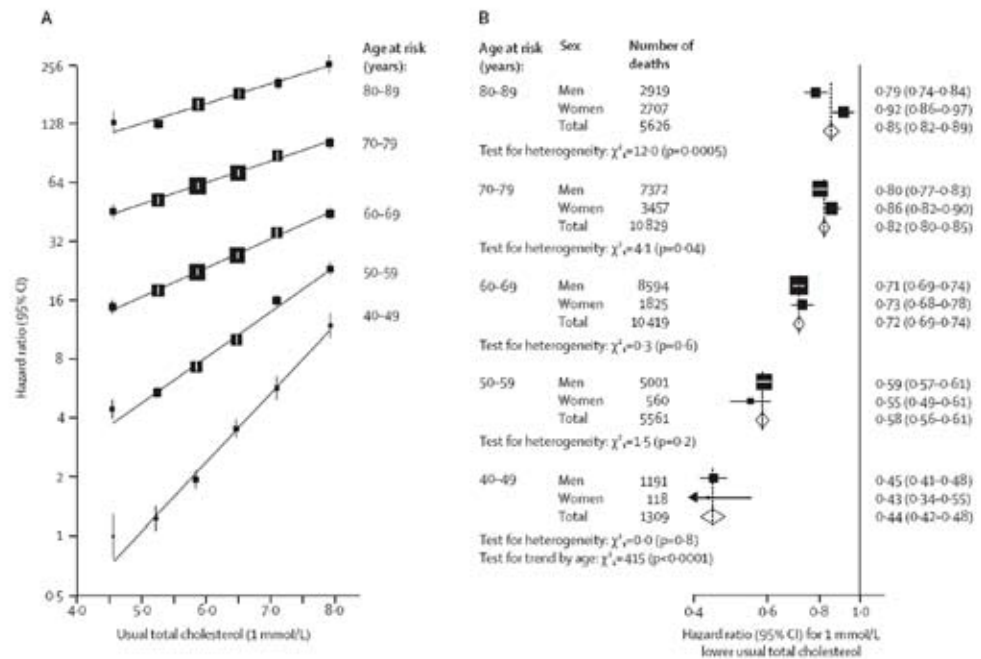 A
Age at risk
(years):
256
80–89
128
70–79
64
60–69
32
50–59
16
40–49
8
4
2
1
0·5
Hazard ratio (95% CI)
4·0 5·0 6·0 7·0 8·0
Usual total cholesterol (1 mmol/L)
B
Age at risk Sex Number of
(years) deaths
80–89 Men 2919 0·79 (0·74–0·84)
Women 2707 0·92 (0·86–0·97)
Total 5626 0·85 (0·82–0·89)
Test for heterogeneity: χ²₁=12·0 (p=0·0005)
70–79 Men 7372 0·80 (0·77–0·83)
Women 3457 0·86 (0·82–0·90)
Total 10829 0·82 (0·80–0·85)
Test for heterogeneity: χ²₁=4·1 (p=0·04)
60–69 Men 8594 0·71 (0·69–0·74)
Women 1825 0·73 (0·68–0·78)
Total 10419 0·72 (0·69–0·74)
Test for heterogeneity: χ²₁=0·3 (p=0·6)
50–59 Men 5001 0·59 (0·57–0·61)
Women 560 0·55 (0·49–0·61)
Total 5561 0·58 (0·56–0·61)
Test for heterogeneity: χ²₁=1·5 (p=0·2)
40–49 Men 1191 0·45 (0·41–0·48)
Women 118 0·43 (0·34–0·55)
Total 1309 0·44 (0·42–0·48)
Test for heterogeneity: χ²₁=0·0 (p=0·8)
Test for trend by age: χ²₁=415 (p<0·0001)
0·4 0·6 0·8 1·0
Hazard ratio (95% CI) for 1 mmol/L
lower usual total cholesterol